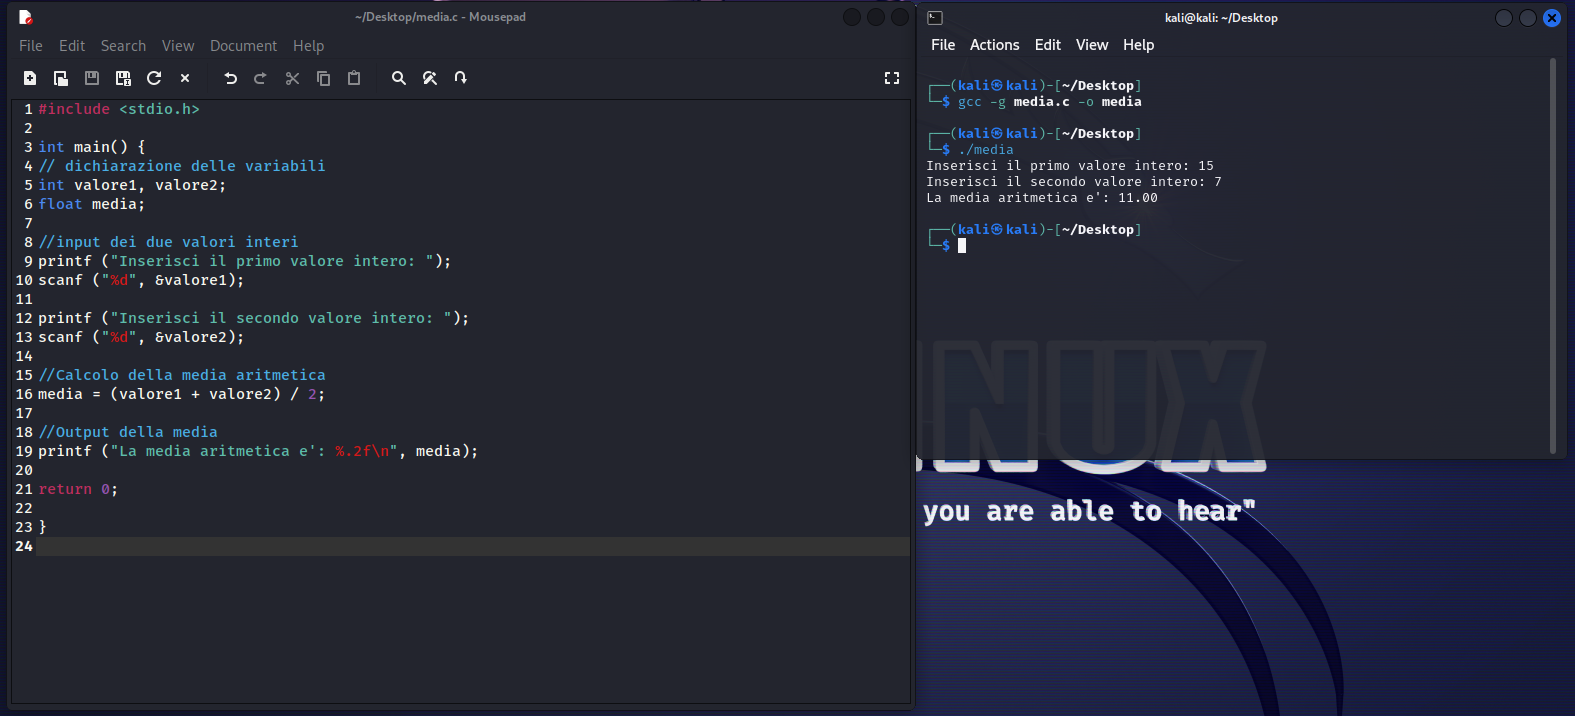 ~/Desktop/media.c - Mousepad
File Edit Search View Document Help
1 #include <stdio.h>
2
3 int main() {
4 // dichiarazione delle variabili
5 int valore1, valore2;
6 float media;
7
8 //input dei due valori interi
9 printf ("Inserisci il primo valore intero: ");
10 scanf ("%d", &valore1);
11
12 printf ("Inserisci il secondo valore intero: ");
13 scanf ("%d", &valore2);
14
15 //Calcolo della media aritmetica
16 media = (valore1 + valore2) / 2;
17
18 //Output della media
19 printf ("La media aritmetica e': %.2f\n", media);
20
21 return 0;
22
23 }
24
kali@kali: ~/Desktop
File Actions Edit View Help
┌──(kali㉿kali)-[~/Desktop]
└─$ gcc -g media.c -o media
┌──(kali㉿kali)-[~/Desktop]
└─$ ./media
Inserisci il primo valore intero: 15
Inserisci il secondo valore intero: 7
La media aritmetica e': 11.00
┌──(kali㉿kali)-[~/Desktop]
└─$
NUX
you are able to hear"